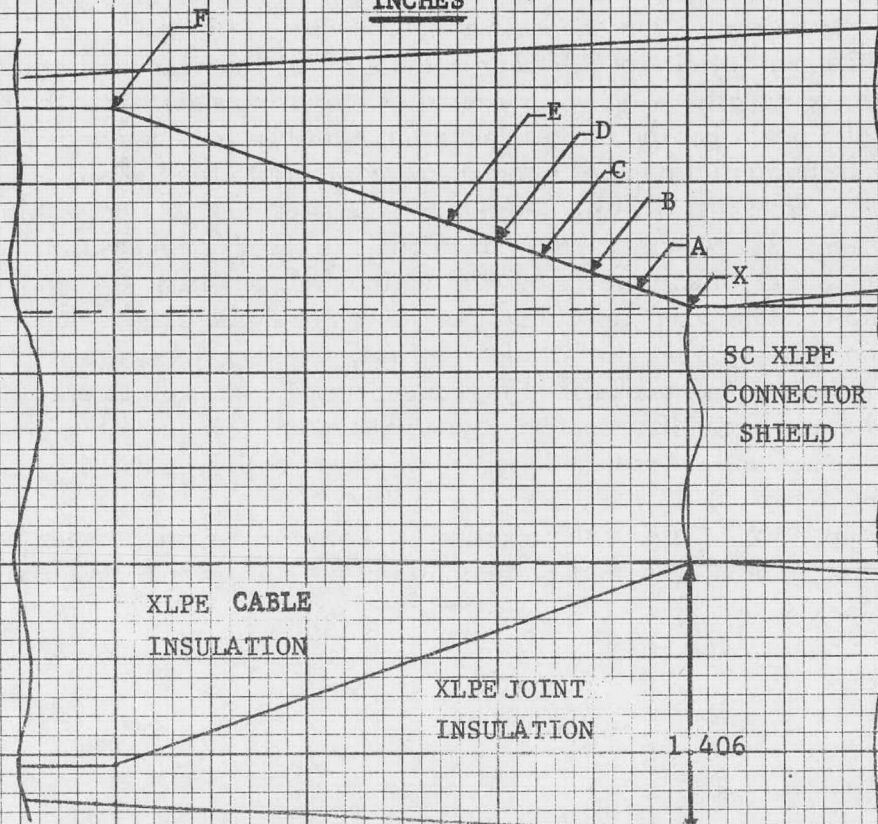 INCHES
F
E
D
C
B
A
X
SC XLPE
CONNECTOR
SHIELD
XLPE CABLE
INSULATION
XLPE JOINT
INSULATION
1.406